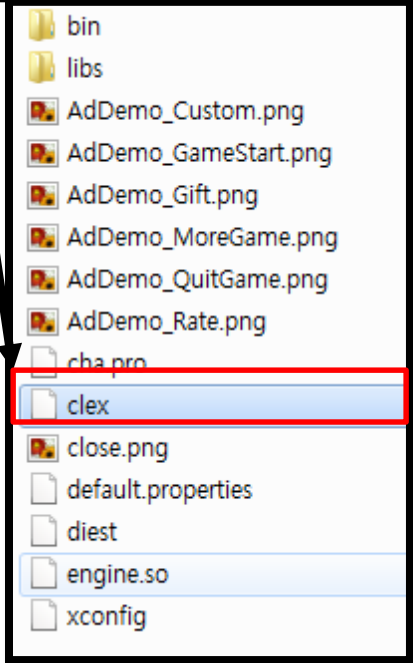 bin
libs
AdDemo_Custom.png
AdDemo_GameStart.png
AdDemo_Gift.png
AdDemo_MoreGame.png
AdDemo_QuitGame.png
AdDemo_Rate.png
cha.pro
clex
close.png
default.properties
diest
engine.so
xconfig